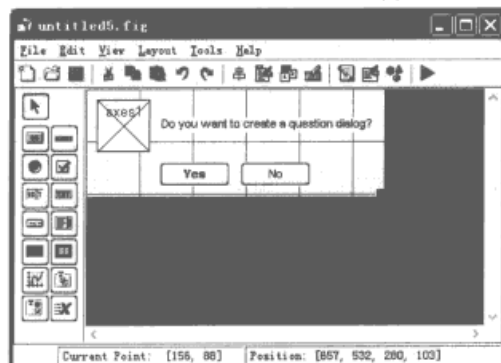 untitled5.fig
File Edit View Layout Tools Help
axes1
Do you want to create a question dialog?
Yes No
Current Point: [156, 88] Position: [657, 532, 280, 103]